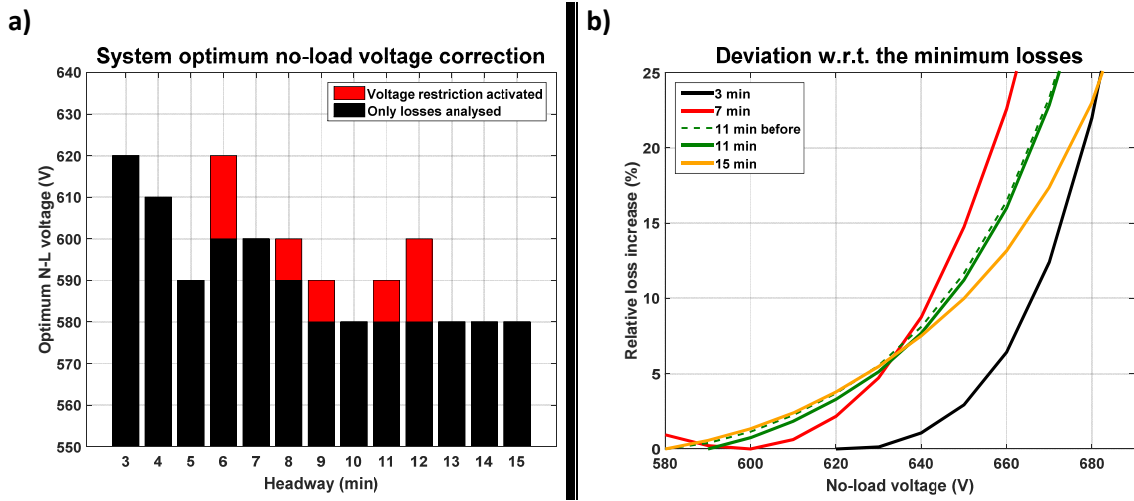 a)
System optimum no-load voltage correction
Voltage restriction activated
Only losses analysed
Optimum N-L voltage (V)
640
630
620
610
600
590
580
570
560
550
3 4 5 6 7 8 9 10 11 12 13 14 15
Headway (min)
b)
Deviation w.r.t. the minimum losses
3 min
7 min
11 min before
11 min
15 min
Relative loss increase (%)
25
20
15
10
5
0
580 600 620 640 660 680
No-load voltage (V)